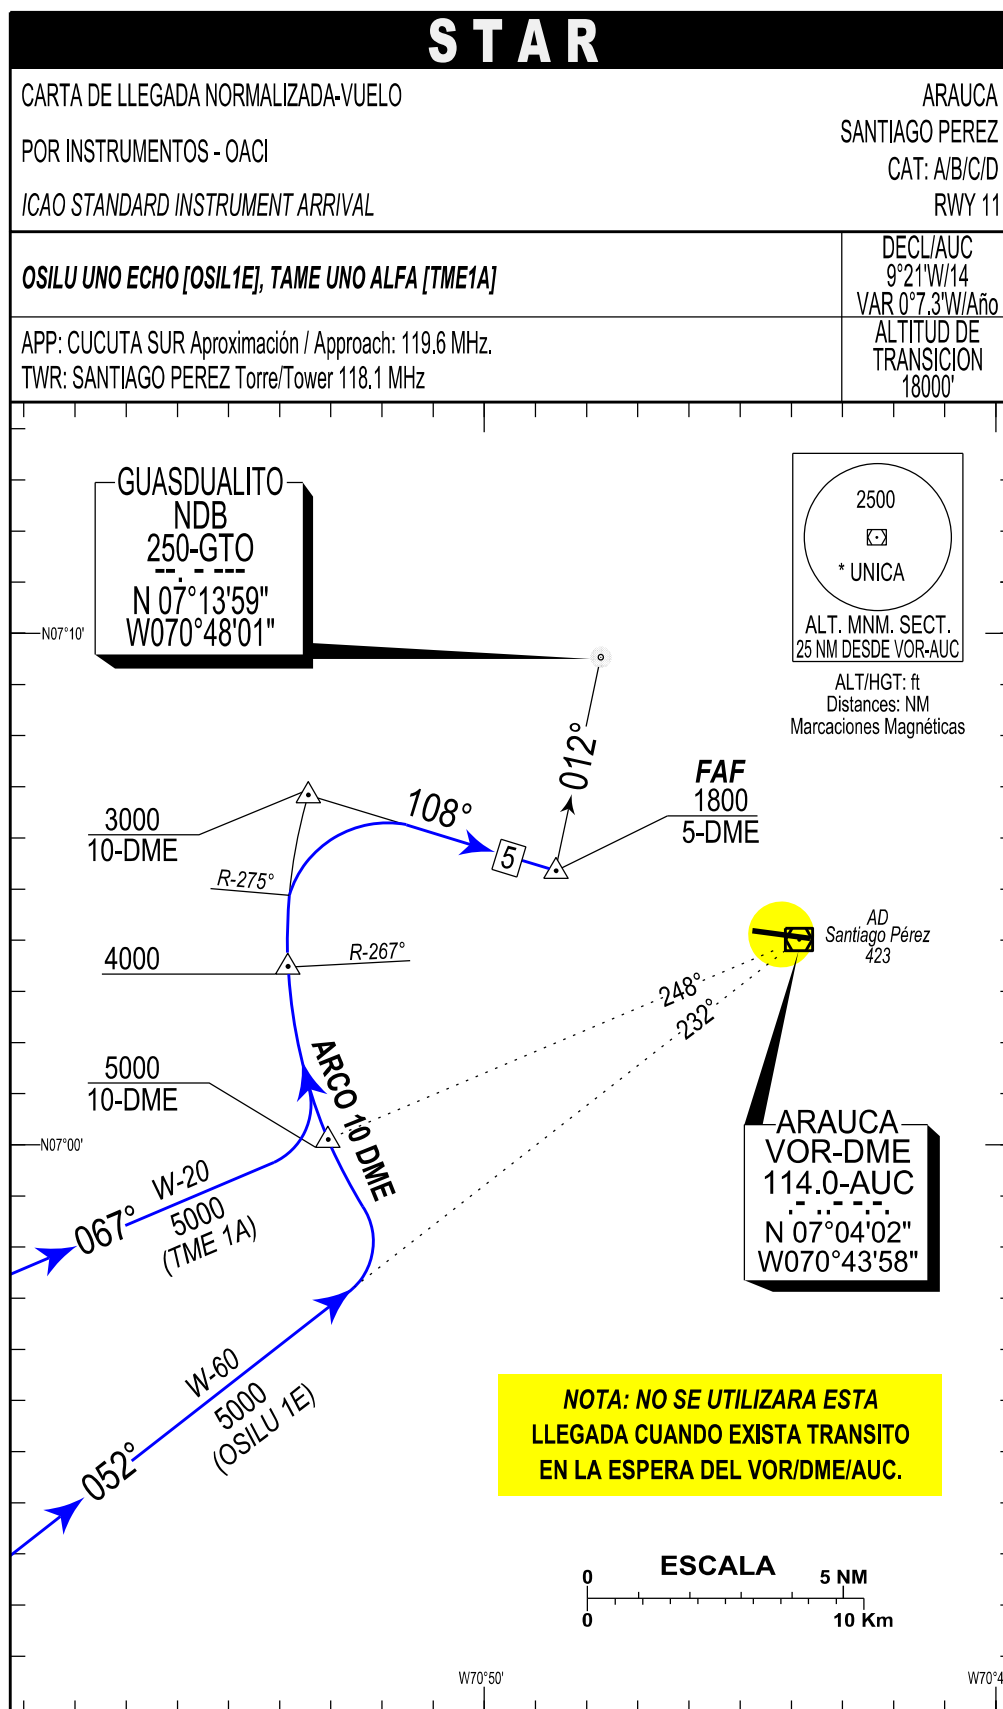 STAR
CARTA DE LLEGADA NORMALIZADA-VUELO
POR INSTRUMENTOS - OACI
ICAO STANDARD INSTRUMENT ARRIVAL
ARAUCA
SANTIAGO PEREZ
CAT: A/B/C/D
RWY 11
OSILU UNO ECHO [OSIL1E], TAME UNO ALFA [TME1A]
DECL/AUC
9°21'W/14
VAR 0°7.3'W/Año
APP: CUCUTA SUR Aproximación / Approach: 119.6 MHz.
TWR: SANTIAGO PEREZ Torre/Tower 118.1 MHz
ALTITUD DE
TRANSICION
18000'
GUASDUALITO
NDB
250-GTO
--. - ---
N 07°13'59"
W070°48'01"
2500
* UNICA
ALT. MNM. SECT.
25 NM DESDE VOR-AUC
ALT/HGT: ft
Distances: NM
Marcaciones Magnéticas
N07°10'
012°
FAF
1800
5-DME
3000
10-DME
108°
5
R-275°
AD
Santiago Pérez
423
4000
R-267°
248°
232°
5000
10-DME
ARCO 10 DME
N07°00'
ARAUCA
VOR-DME
114.0-AUC
.- ..- -.-.
N 07°04'02"
W070°43'58"
067°
W-20
5000
(TME 1A)
052°
W-60
5000
(OSILU 1E)
NOTA: NO SE UTILIZARA ESTA
LLEGADA CUANDO EXISTA TRANSITO
EN LA ESPERA DEL VOR/DME/AUC.
ESCALA
0 5 NM
0 10 Km
W70°50'
W70°4